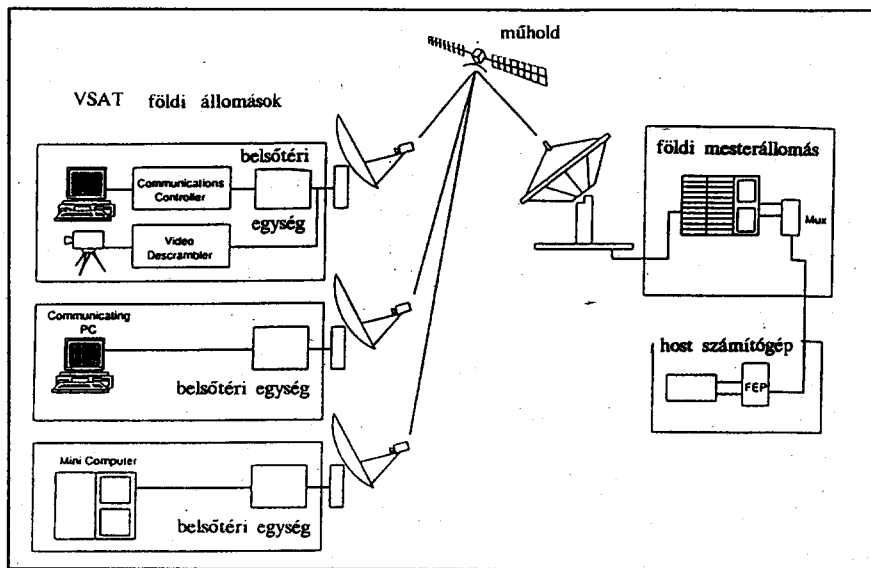 műhold
VSAT földi állomások
belsőtéri
egység
Communications
Controller
Video
Descrambler
földi mesterállomás
Mux
Communicating
PC
belsőtéri egység
host számítógép
FEP
Mini Computer
belsőtéri egység